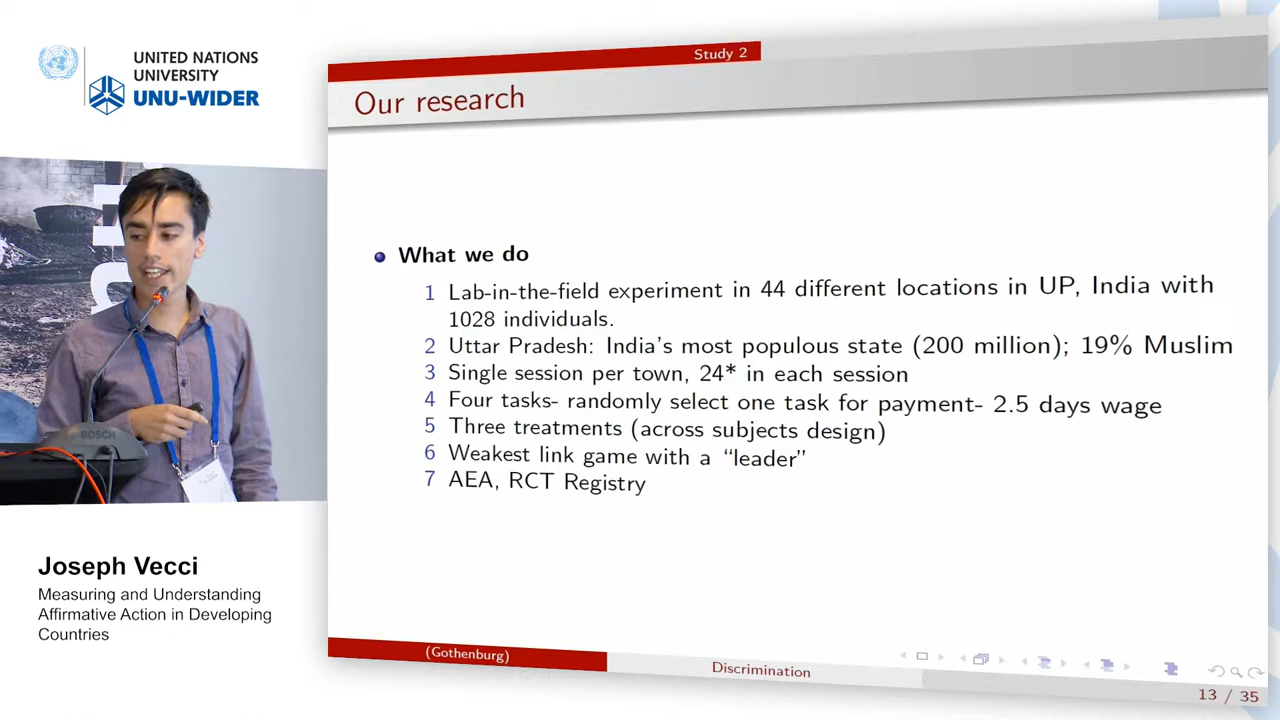 UNITED NATIONS
UNIVERSITY
UNU-WIDER
Study 2
Our research
What we do
1 Lab-in-the-field experiment in 44 different locations in UP, India with
1028 individuals.
2 Uttar Pradesh: India's most populous state (200 million); 19% Muslim
3 Single session per town, 24* in each session
4 Four tasks- randomly select one task for payment- 2.5 days wage
5 Three treatments (across subjects design)
6 Weakest link game with a “leader”
7 AEA, RCT Registry
BOSCH
Joseph Vecci
Measuring and Understanding
Affirmative Action in Developing
Countries
(Gothenburg)
Discrimination
13 / 35